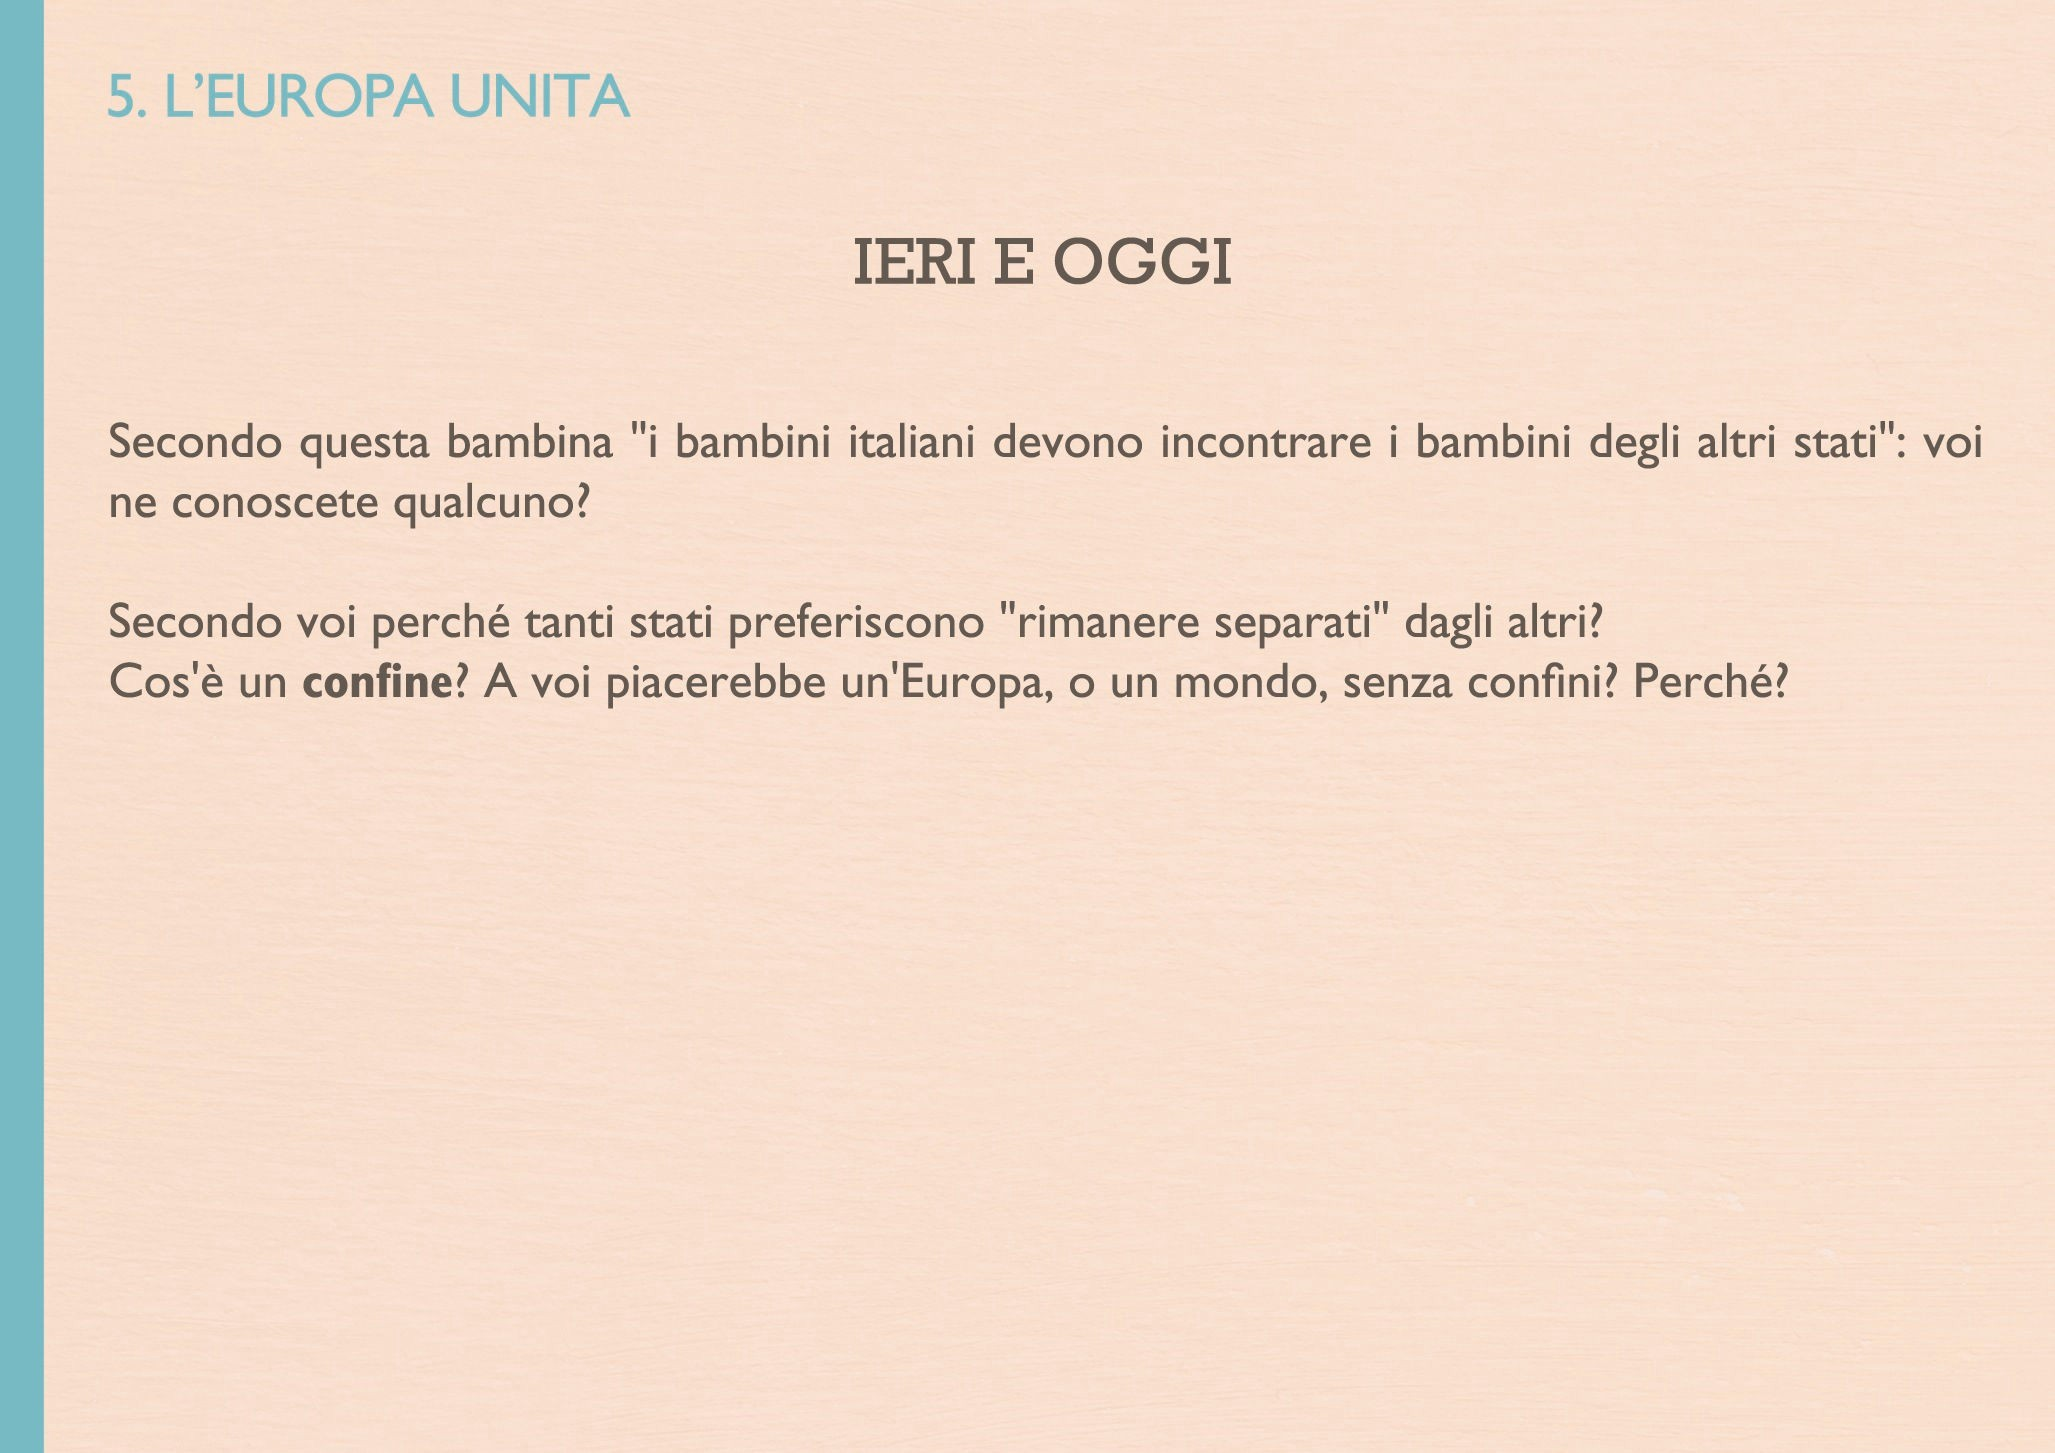 5. L’EUROPA UNITA
IERI E OGGI
Secondo questa bambina "i bambini italiani devono incontrare i bambini degli altri stati": voi
ne conoscete qualcuno?
Secondo voi perché tanti stati preferiscono "rimanere separati" dagli altri?
Cos'è un confine? A voi piacerebbe un'Europa, o un mondo, senza confini? Perché?